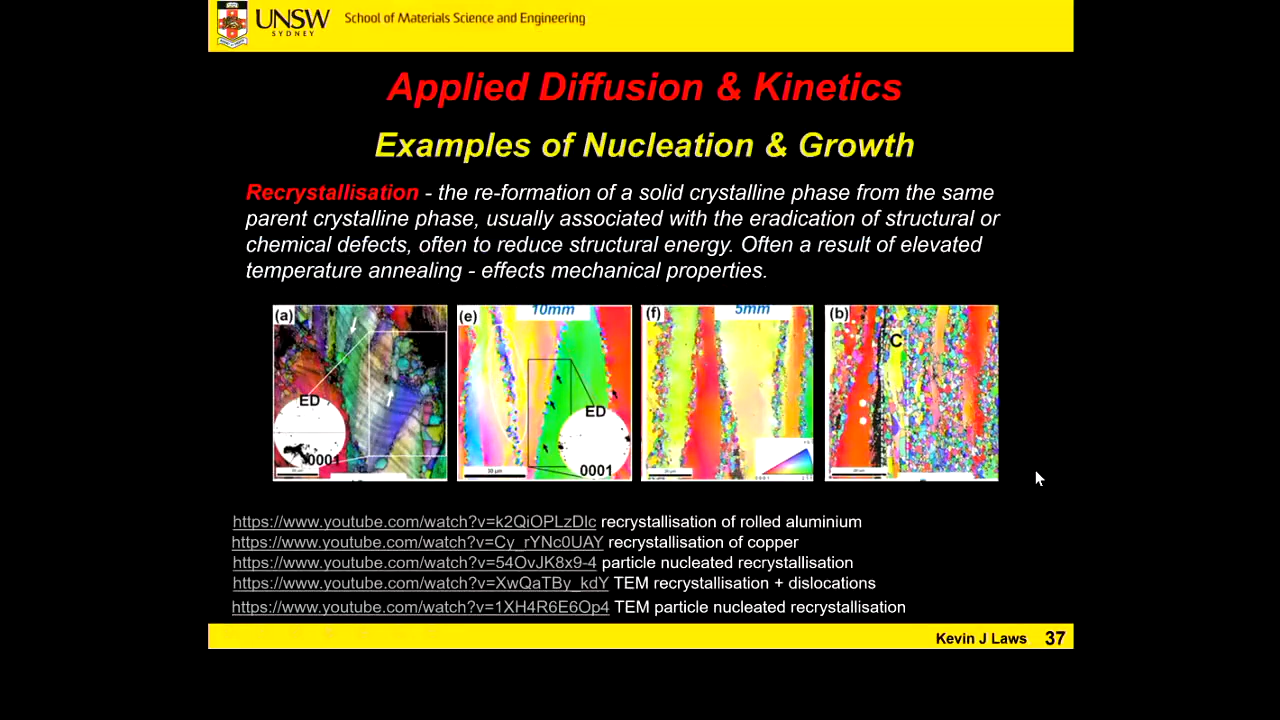 UNSW
SYDNEY
School of Materials Science and Engineering
Applied Diffusion & Kinetics
Examples of Nucleation & Growth
Recrystallisation - the re-formation of a solid crystalline phase from the same
parent crystalline phase, usually associated with the eradication of structural or
chemical defects, often to reduce structural energy. Often a result of elevated
temperature annealing - effects mechanical properties.
(a)
ED
0001
(e)
10mm
ED
0001
(f)
5mm
(b)
C
https://www.youtube.com/watch?v=k2QiOPLzDIc recrystallisation of rolled aluminium
https://www.youtube.com/watch?v=Cy_rYNc0UAY recrystallisation of copper
https://www.youtube.com/watch?v=54OvJK8x9-4 particle nucleated recrystallisation
https://www.youtube.com/watch?v=XwQaTBy_kdY TEM recrystallisation + dislocations
https://www.youtube.com/watch?v=1XH4R6E6Op4 TEM particle nucleated recrystallisation
Kevin J Laws 37